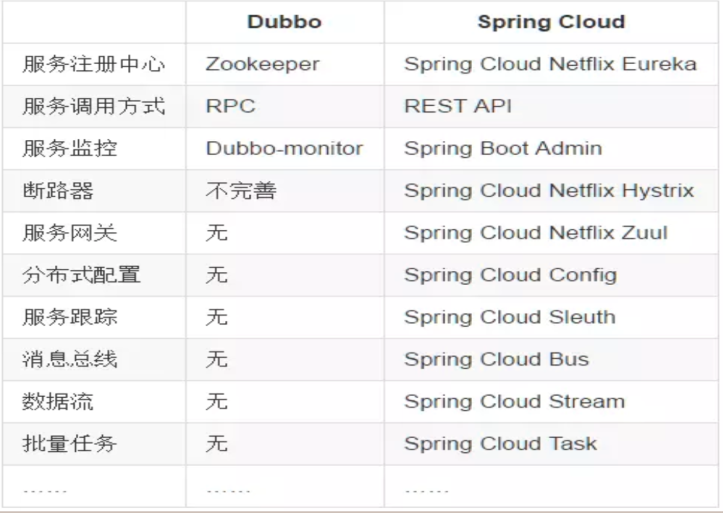 Dubbo Spring Cloud
服务注册中心 Zookeeper Spring Cloud Netflix Eureka
服务调用方式 RPC REST API
服务监控 Dubbo-monitor Spring Boot Admin
断路器 不完善 Spring Cloud Netflix Hystrix
服务网关 无 Spring Cloud Netflix Zuul
分布式配置 无 Spring Cloud Config
服务跟踪 无 Spring Cloud Sleuth
消息总线 无 Spring Cloud Bus
数据流 无 Spring Cloud Stream
批量任务 无 Spring Cloud Task
…… …… ……